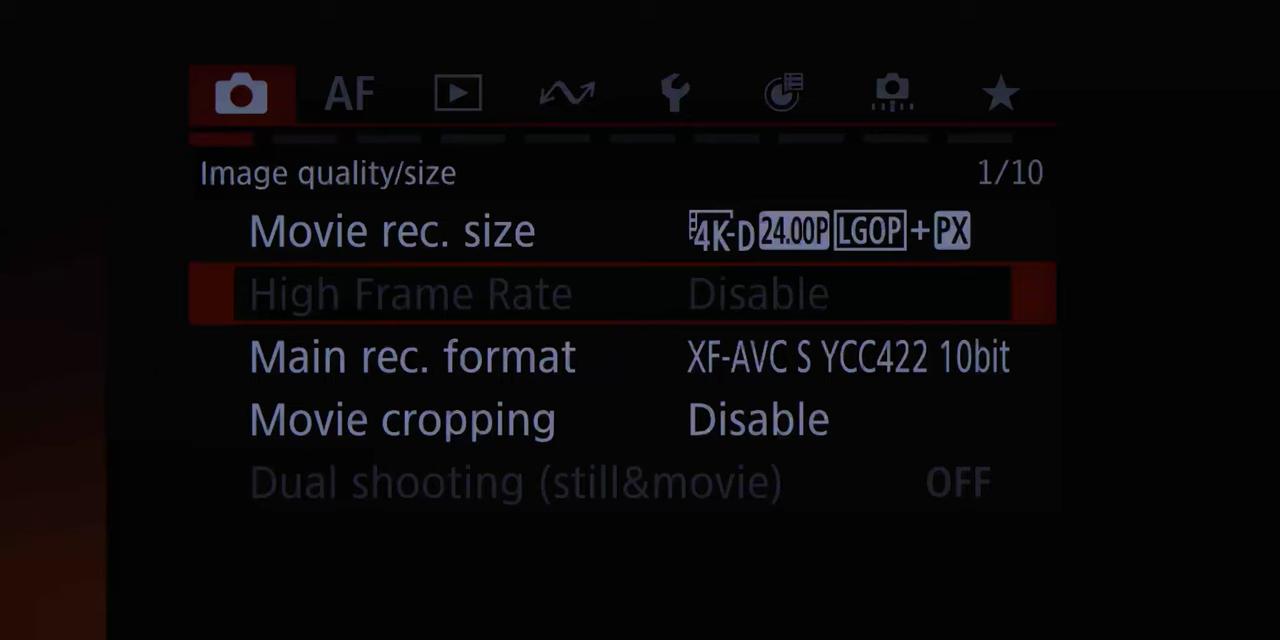 AF
Image quality/size 1/10
Movie rec. size 4K-D 24.00P LGOP+PX
High Frame Rate Disable
Main rec. format XF-AVC S YCC422 10bit
Movie cropping Disable
Dual shooting (still&movie) OFF